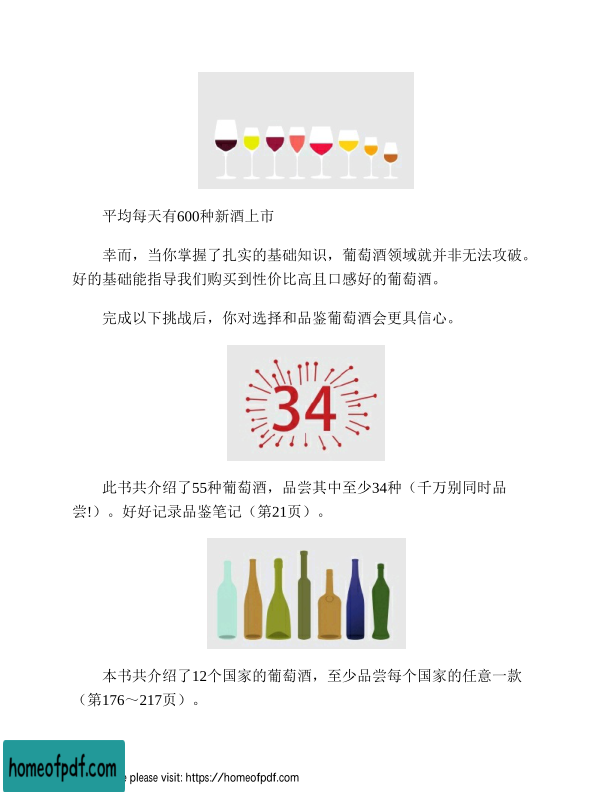 平均每天有600种新酒上市
幸而，当你掌握了扎实的基础知识，葡萄酒领域就并非无法攻破。
好的基础能指导我们购买到性价比高且口感好的葡萄酒。
完成以下挑战后，你对选择和品鉴葡萄酒会更具信心。
34
此书共介绍了55种葡萄酒，品尝其中至少34种（千万别同时品
尝!）。好好记录品鉴笔记（第21页）。
本书共介绍了12个国家的葡萄酒，至少品尝每个国家的任意一款
（第176～217页）。
homeofpdf.com
please visit: https://homeofpdf.com